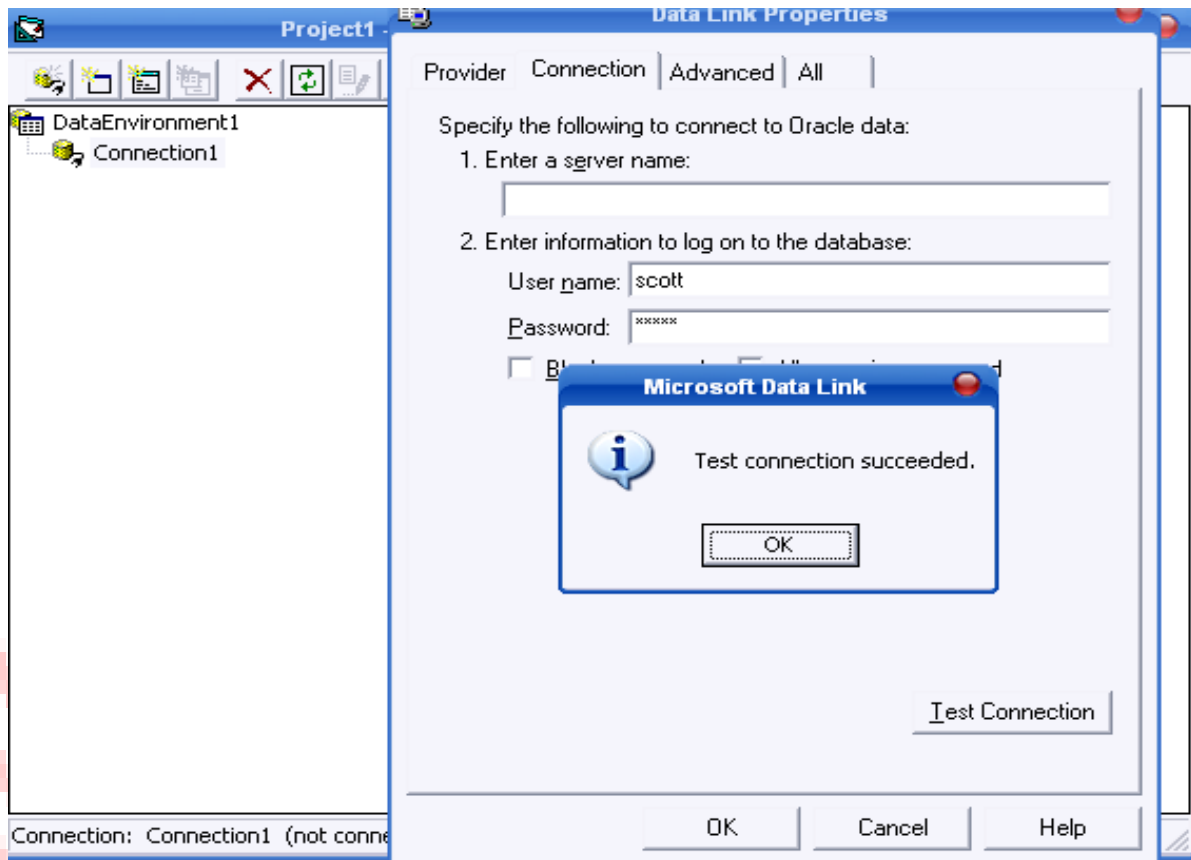 Project1 -
Data Link Properties
DataEnvironment1
Connection1
Provider Connection Advanced All
Specify the following to connect to Oracle data:
1. Enter a server name:
2. Enter information to log on to the database:
User name: scott
Password: *****
Microsoft Data Link
Test connection succeeded.
OK
Test Connection
OK Cancel Help
Connection: Connection1 (not conne